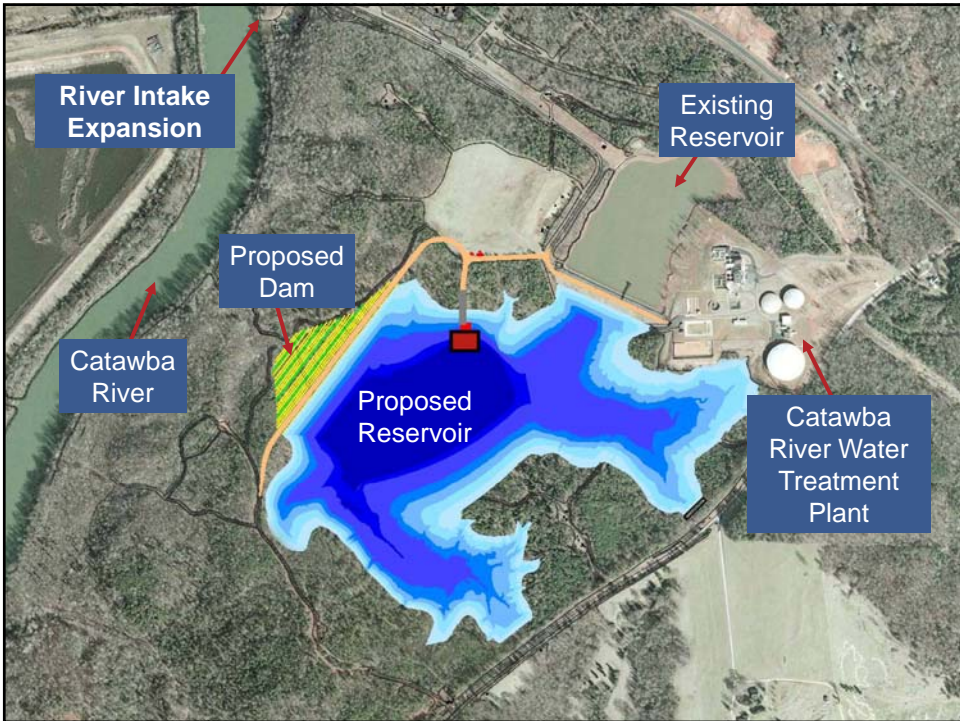 River Intake
Expansion
Existing
Reservoir
Proposed
Dam
Catawba
River
Proposed
Reservoir
Catawba
River Water
Treatment
Plant